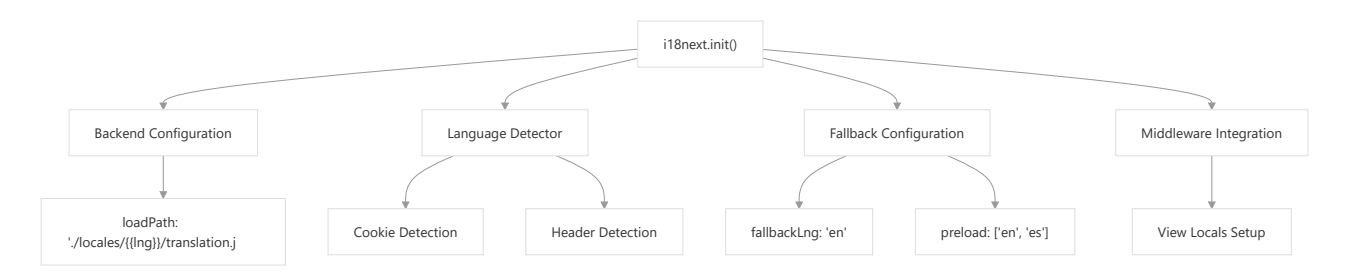 i18next.init()
Backend Configuration
Language Detector
Fallback Configuration
Middleware Integration
loadPath:
'./locales/{{lng}}/translation.j
Cookie Detection
Header Detection
fallbackLng: 'en'
preload: ['en', 'es']
View Locals Setup